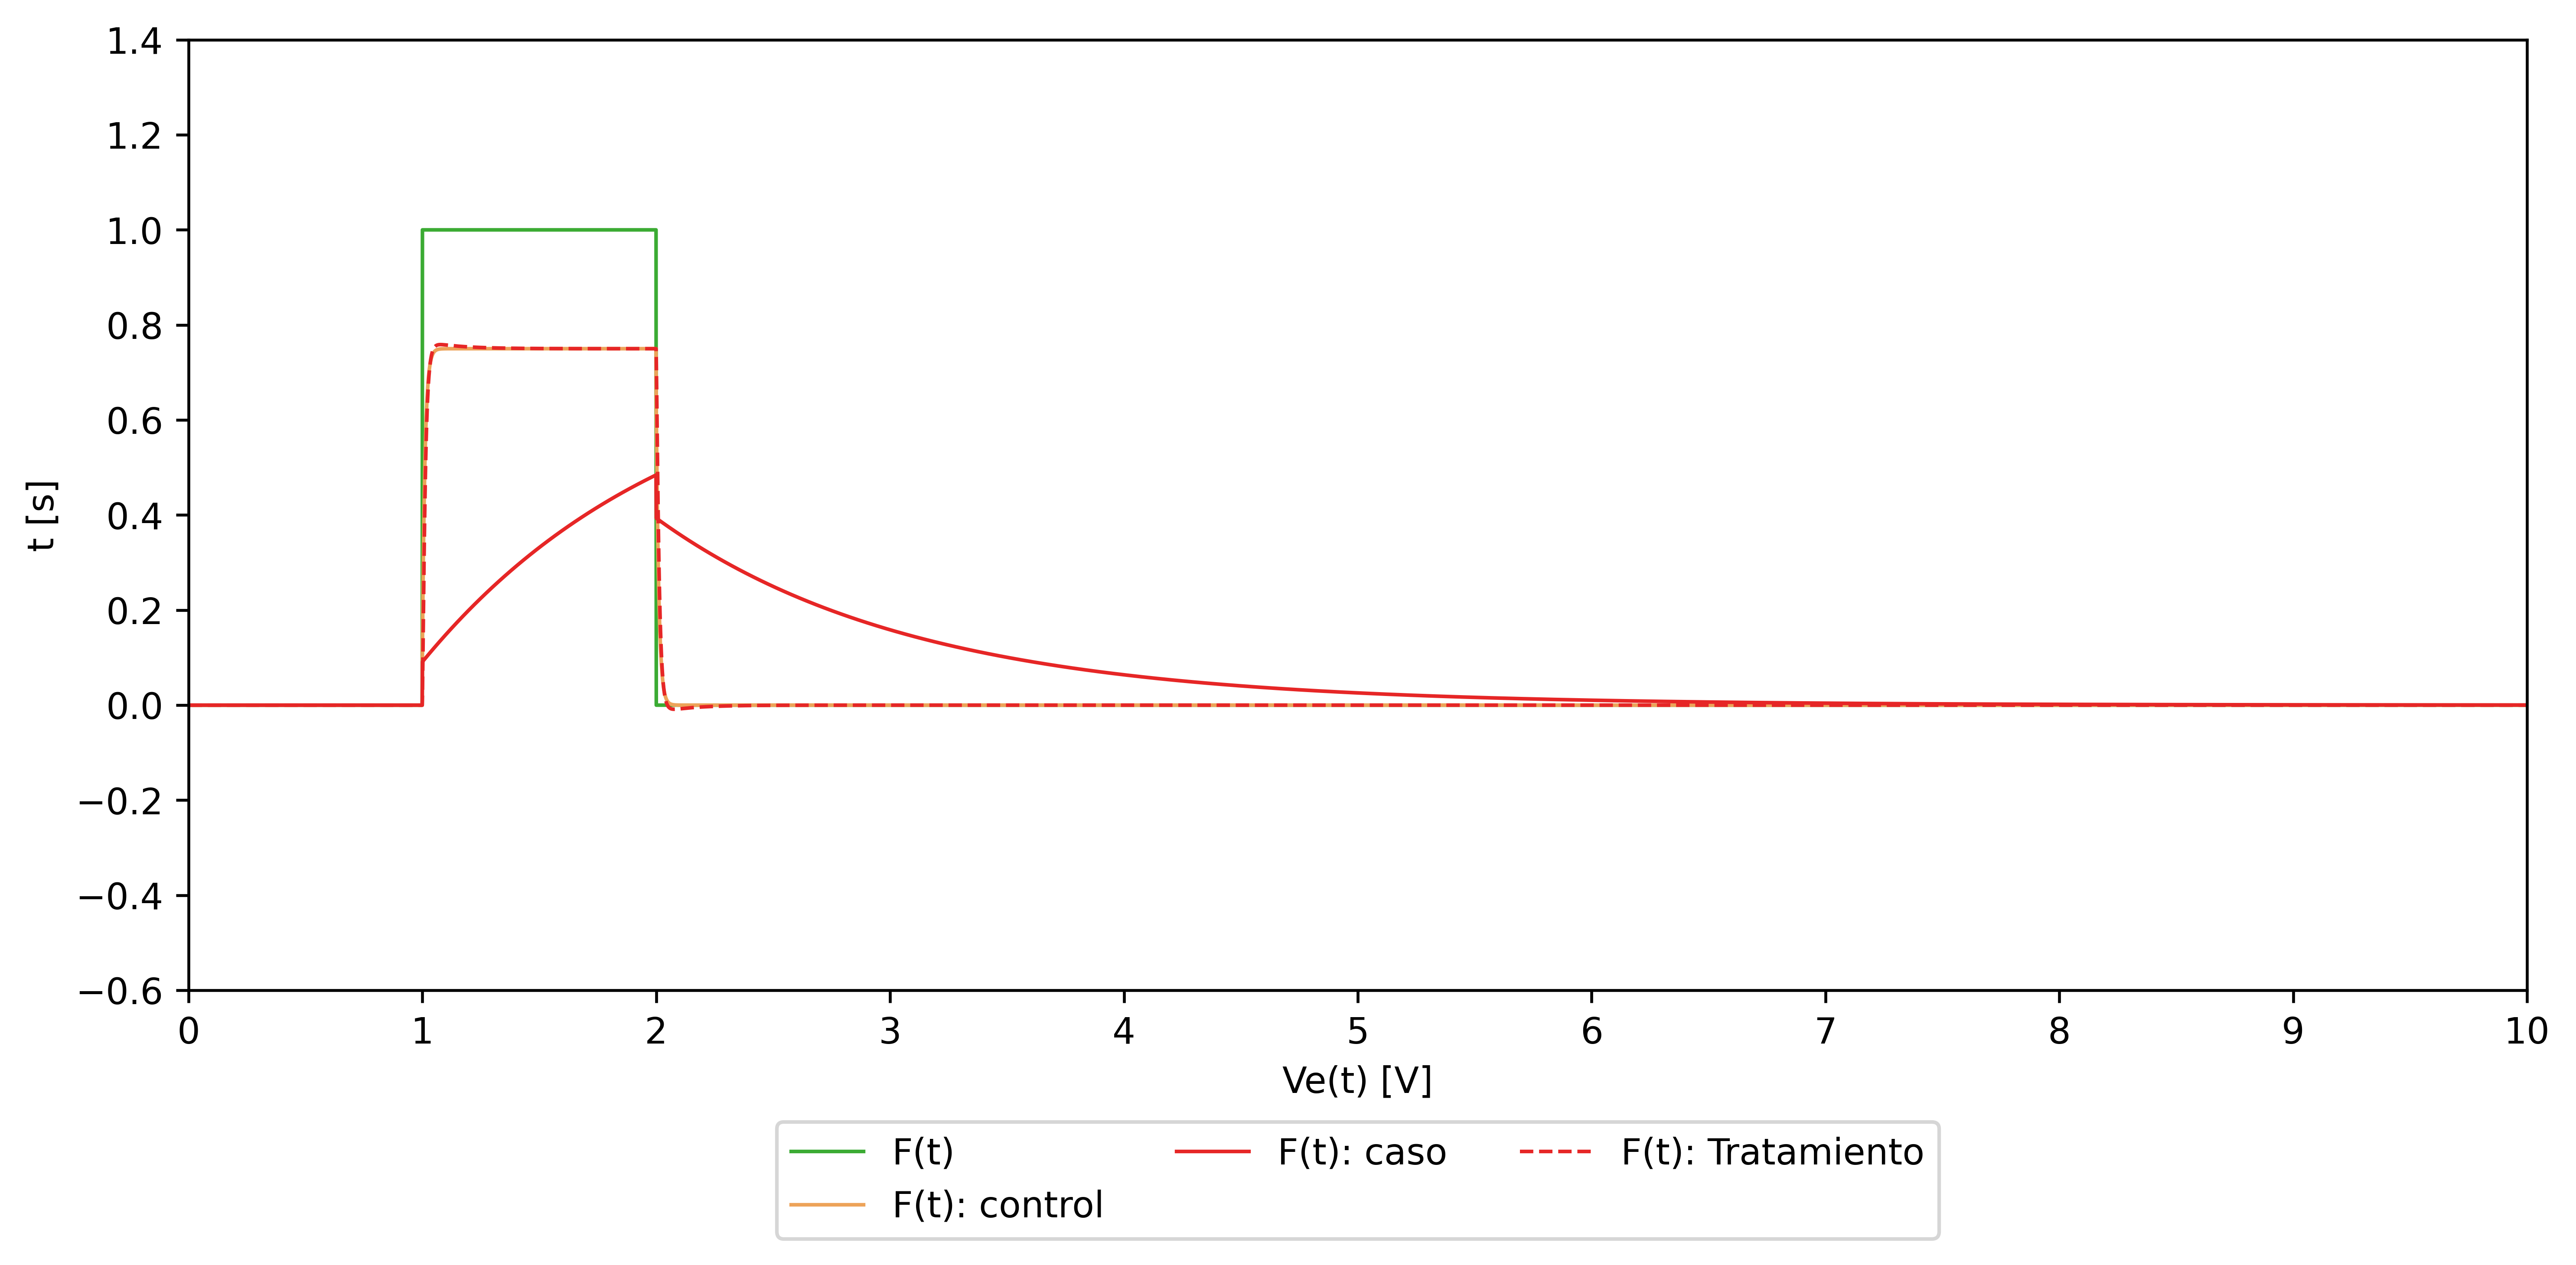 1.4
1.2
1.0
0.8
0.6
0.4
0.2
0.0
−0.2
−0.4
−0.6
t [s]
0 1 2 3 4 5 6 7 8 9 10
Ve(t) [V]
F(t) F(t): caso F(t): Tratamiento
F(t): control